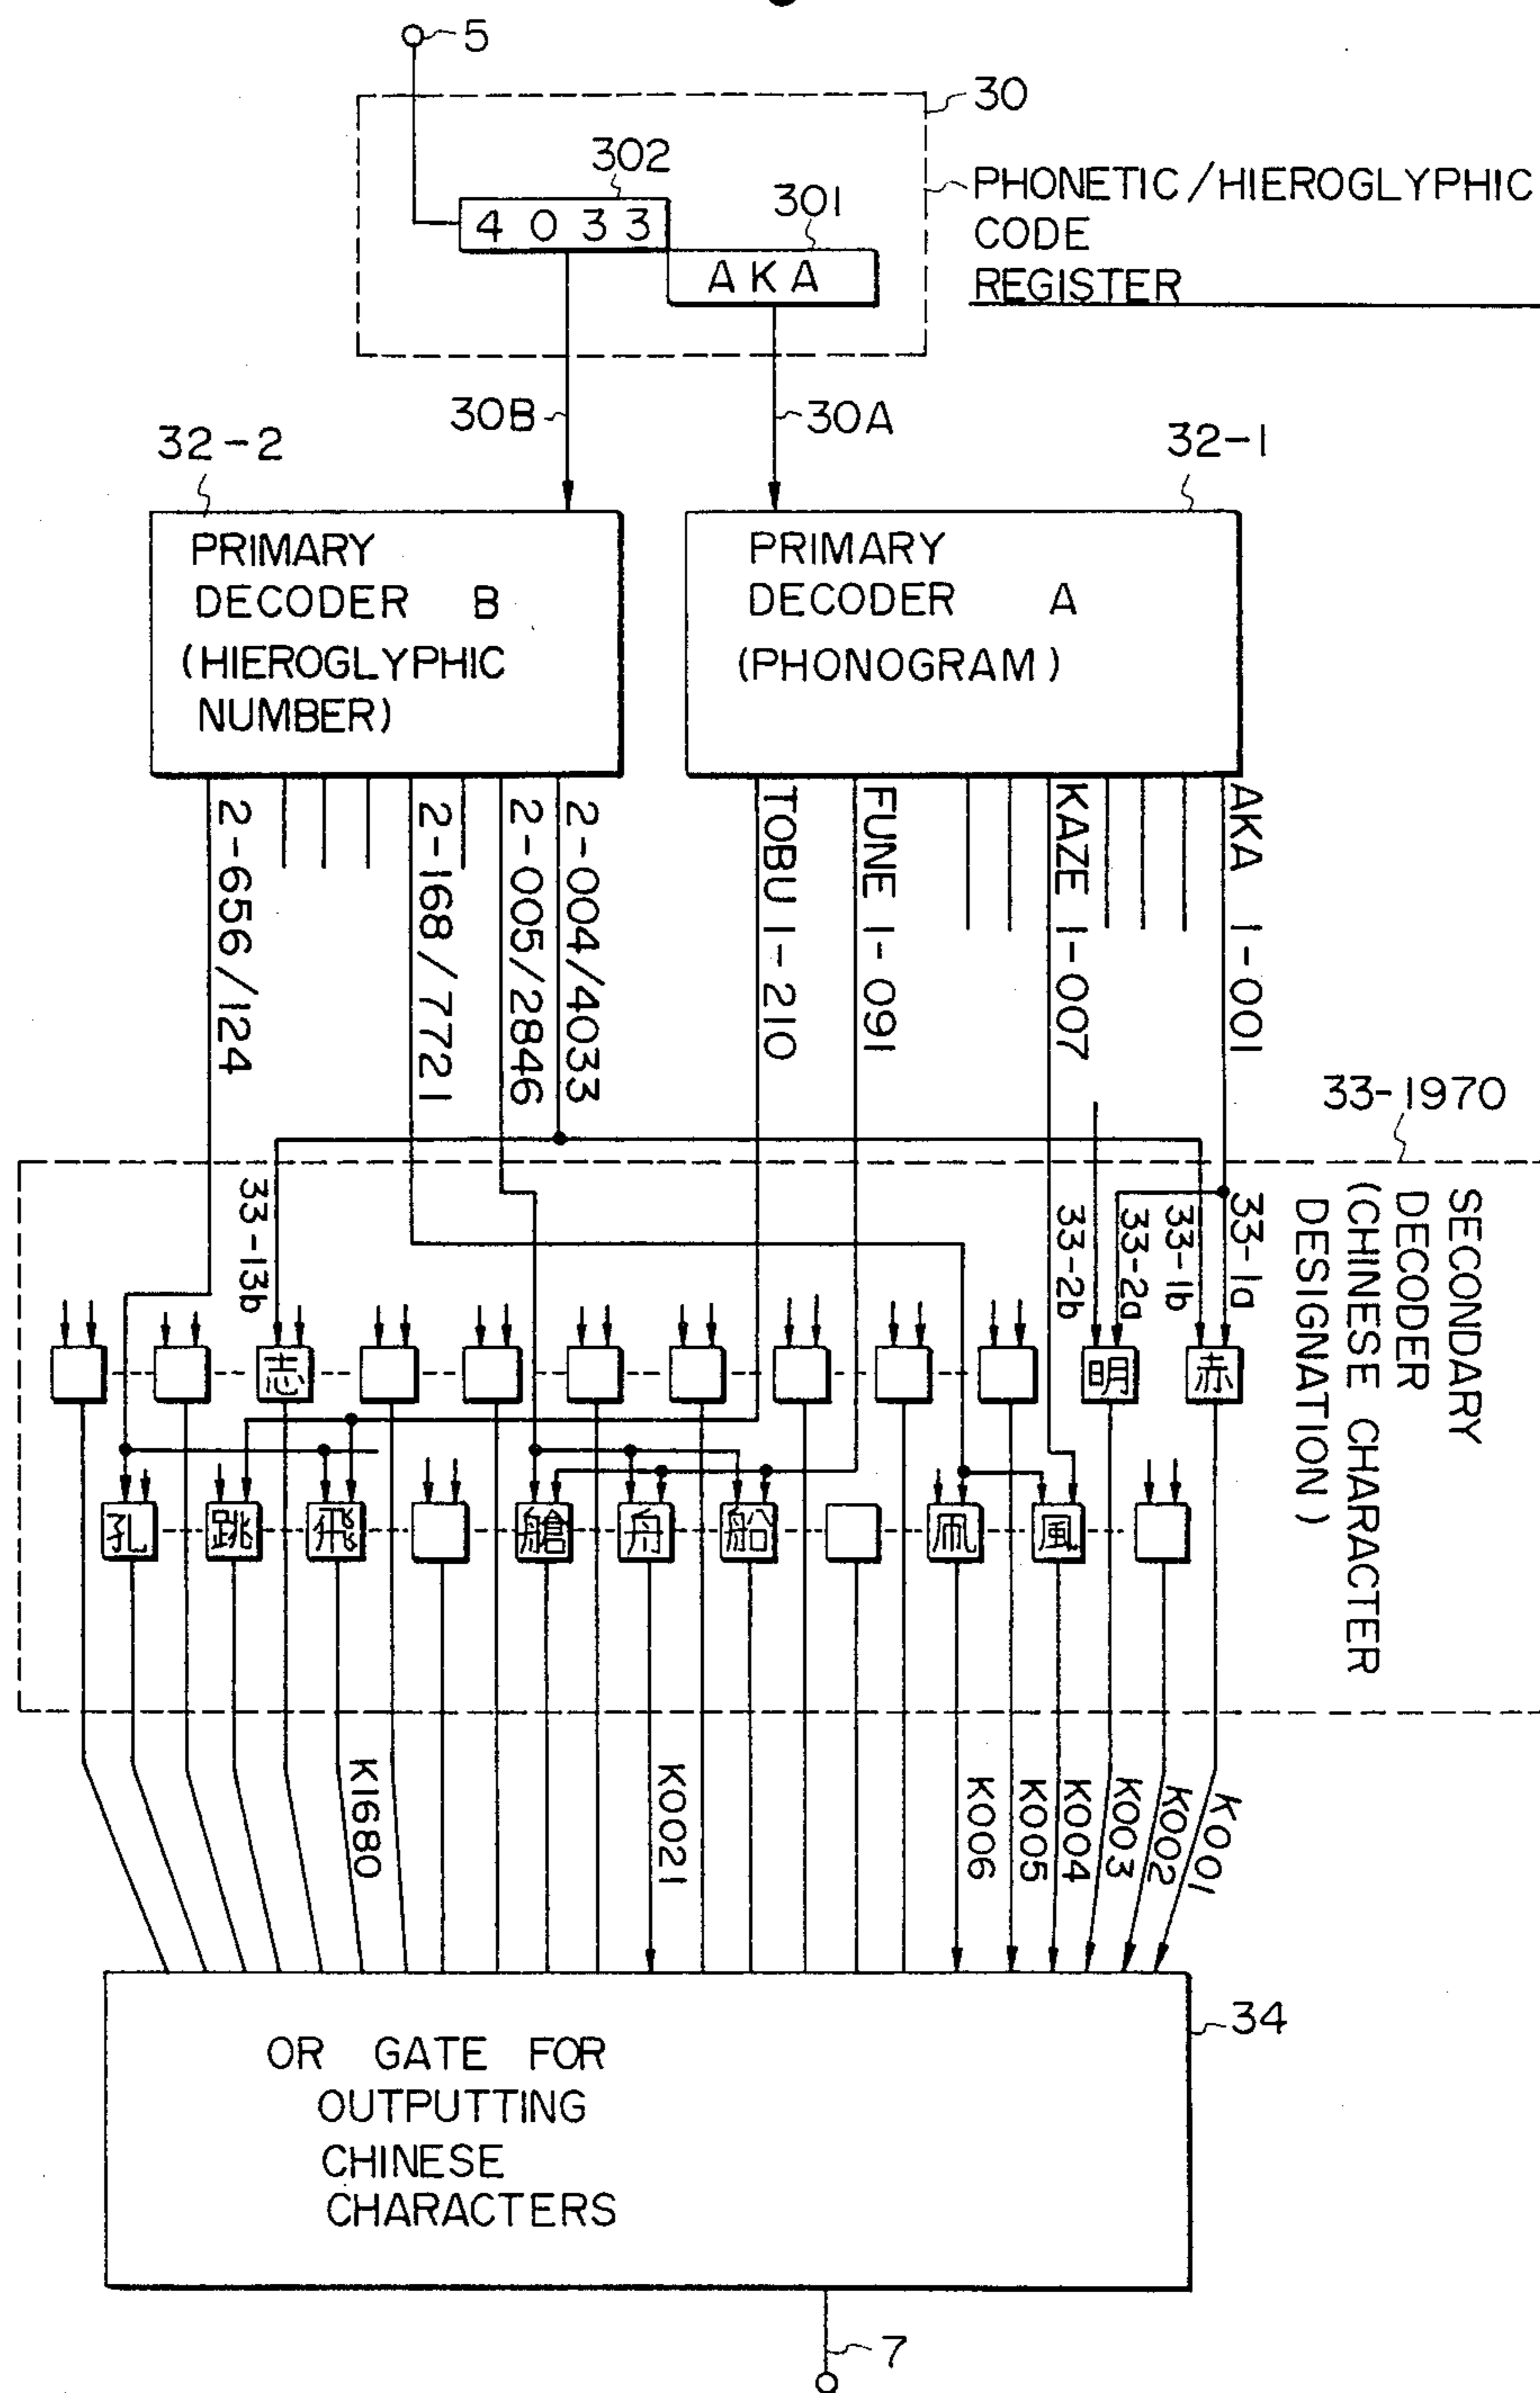 5
30
302
4 0 3 3
301
AKA
PHONETIC/HIEROGLYPHIC
CODE
REGISTER
30B
30A
32-2
32-1
PRIMARY
DECODER B
(HIEROGLYPHIC
NUMBER)
PRIMARY
DECODER A
(PHONOGRAM)
2-656/124
2-168/7721
2-005/2846
2-004/4033
TOBU 1-210
FUNE 1-091
KAZE 1-007
AKA 1-001
33-1970
SECONDARY
DECODER
(CHINESE CHARACTER
DESIGNATION)
33-13b
33-2b
33-2a
33-1b
33-1a
志
明
赤
孔
跳
飛
艙
舟
船
凧
風
K1680
K0021
K006
K005
K004
K003
K002
K001
34
OR GATE FOR
OUTPUTTING
CHINESE
CHARACTERS
7